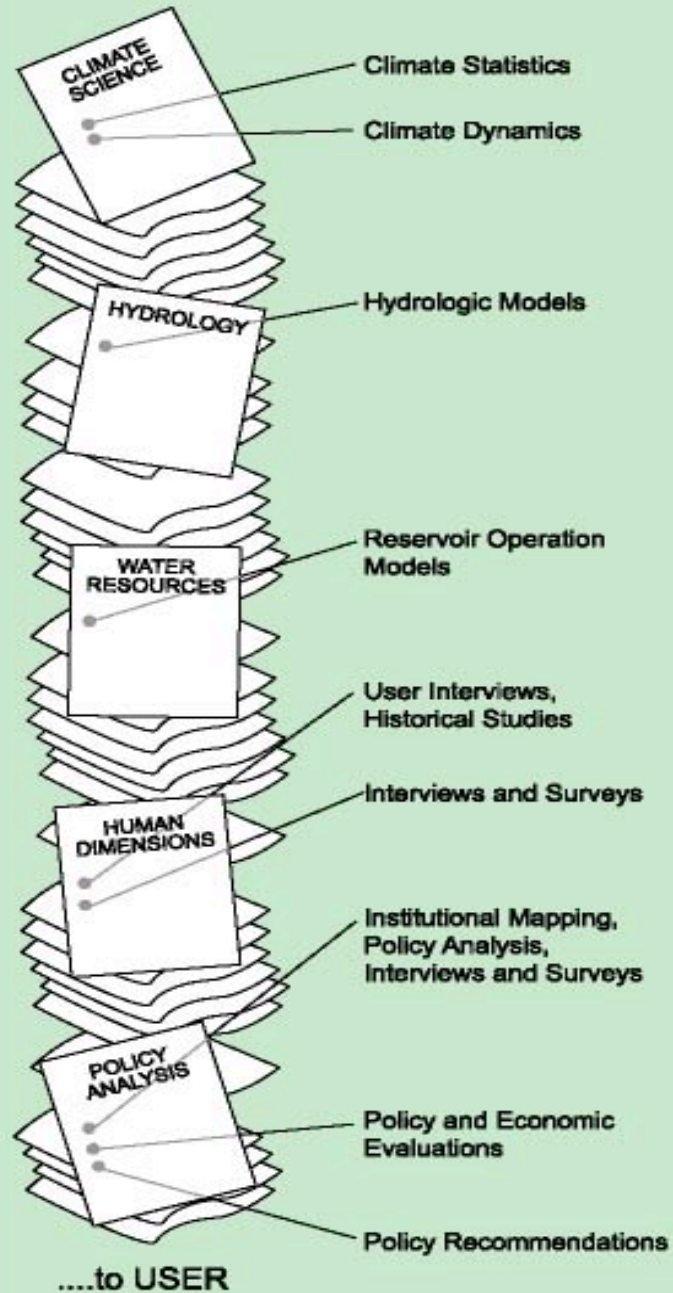 CLIMATE
SCIENCE
Climate Statistics
Climate Dynamics
HYDROLOGY
Hydrologic Models
WATER
RESOURCES
Reservoir Operation
Models
User Interviews,
Historical Studies
HUMAN
DIMENSIONS
Interviews and Surveys
Institutional Mapping,
Policy Analysis,
Interviews and Surveys
POLICY
ANALYSIS
Policy and Economic
Evaluations
Policy Recommendations
....to USER